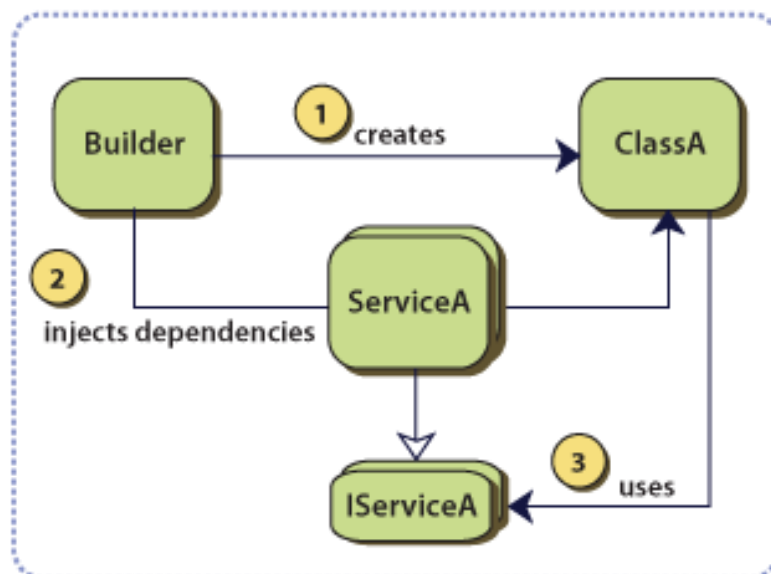 1
creates
Builder
ClassA
2
injects dependencies
ServiceA
3
uses
IServiceA